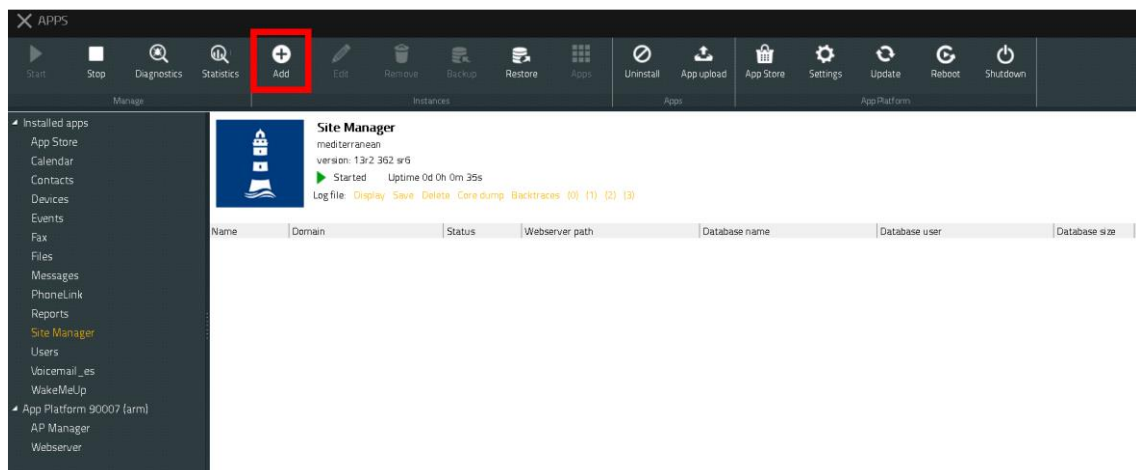 APPS
Start Stop Diagnostics Statistics Add Edit Remove Backup Restore Apps Uninstall App upload App Store Settings Update Reboot Shutdown
Manage Instances Apps App Platform
Installed apps
App Store
Calendar
Contacts
Devices
Events
Fax
Files
Messages
PhoneLink
Reports
Site Manager
Users
Voicemail_es
WakeMeUp
App Platform 90007 (arm)
AP Manager
Webserver
Site Manager
mediterranean
version: 13r2 362 sr6
Started Uptime 0d 0h 0m 35s
Log file: Display Save Delete Core dump Backtraces (0) (1) (2) (3)
Name Domain Status Webserver path Database name Database user Database size